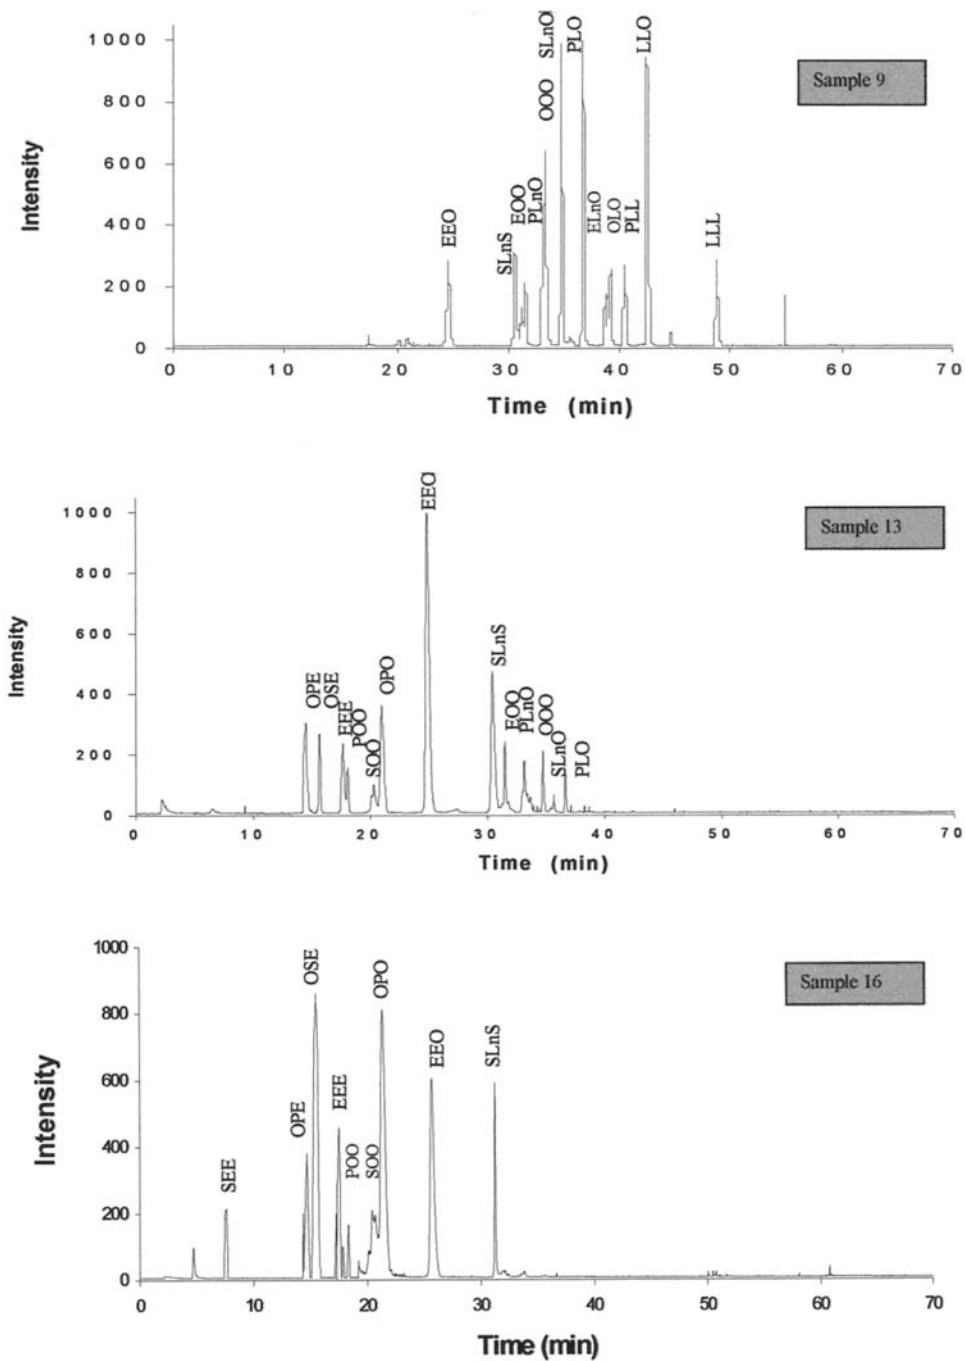 Sample 9
Intensity
1000
800
600
400
200
0
EEO
SLnS
EOO
PLnO
OOO
SLnO
PLO
ELnO
OLO
PLL
LLO
LLL
0 10 20 30 40 50 60 70
Time (min)
Sample 13
Intensity
1000
800
600
400
200
0
OPE
OSE
EEE
POO
SOO
OPO
EEO
SLnS
EOO
PLnO
OOO
SLnO
PLO
0 10 20 30 40 50 60 70
Time (min)
Sample 16
Intensity
1000
800
600
400
200
0
SEE
OPE
OSE
EEE
POO
SOO
OPO
EEO
SLnS
0 10 20 30 40 50 60 70
Time (min)